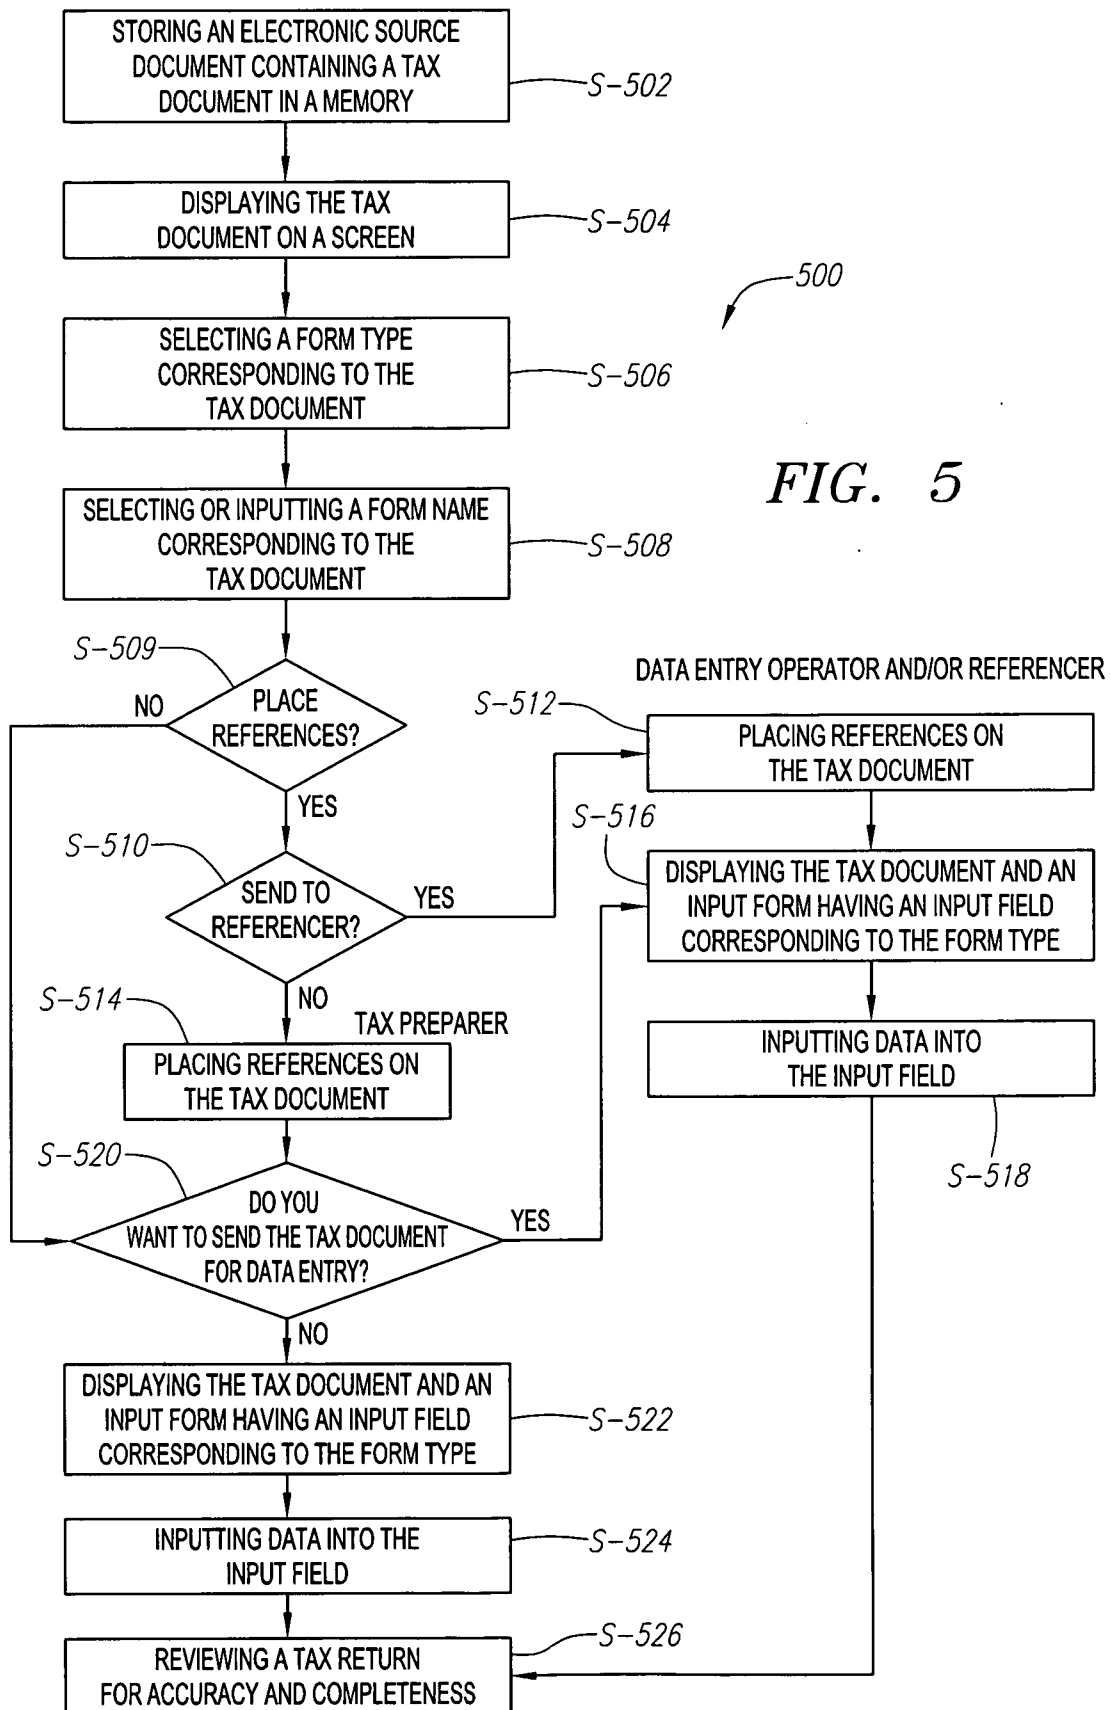 STORING AN ELECTRONIC SOURCE
DOCUMENT CONTAINING A TAX
DOCUMENT IN A MEMORY
S-502
DISPLAYING THE TAX
DOCUMENT ON A SCREEN
S-504
500
SELECTING A FORM TYPE
CORRESPONDING TO THE
TAX DOCUMENT
S-506
FIG. 5
SELECTING OR INPUTTING A FORM NAME
CORRESPONDING TO THE
TAX DOCUMENT
S-508
S-509
NO
PLACE
REFERENCES?
YES
S-510
SEND TO
REFERENCER?
YES
NO
S-514
TAX PREPARER
PLACING REFERENCES ON
THE TAX DOCUMENT
S-520
DO YOU
WANT TO SEND THE TAX DOCUMENT
FOR DATA ENTRY?
YES
NO
DATA ENTRY OPERATOR AND/OR REFERENCER
S-512
PLACING REFERENCES ON
THE TAX DOCUMENT
S-516
DISPLAYING THE TAX DOCUMENT AND AN
INPUT FORM HAVING AN INPUT FIELD
CORRESPONDING TO THE FORM TYPE
INPUTTING DATA INTO
THE INPUT FIELD
S-518
DISPLAYING THE TAX DOCUMENT AND AN
INPUT FORM HAVING AN INPUT FIELD
CORRESPONDING TO THE FORM TYPE
S-522
INPUTTING DATA INTO THE
INPUT FIELD
S-524
REVIEWING A TAX RETURN
FOR ACCURACY AND COMPLETENESS
S-526